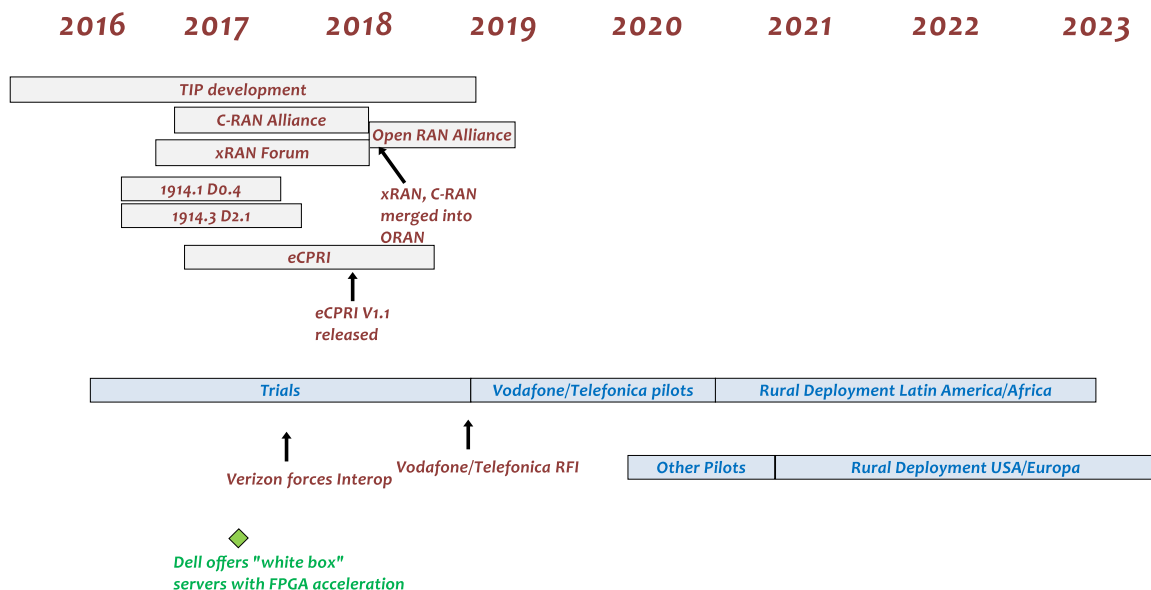 2016 2017 2018 2019 2020 2021 2022 2023
TIP development
C-RAN Alliance
Open RAN Alliance
xRAN Forum
1914.1 D0.4
xRAN, C-RAN
merged into
ORAN
1914.3 D2.1
eCPRI
eCPRI V1.1
released
Trials
Vodafone/Telefonica pilots
Rural Deployment Latin America/Africa
Verizon forces Interop
Vodafone/Telefonica RFI
Other Pilots
Rural Deployment USA/Europa
Dell offers "white box"
servers with FPGA acceleration